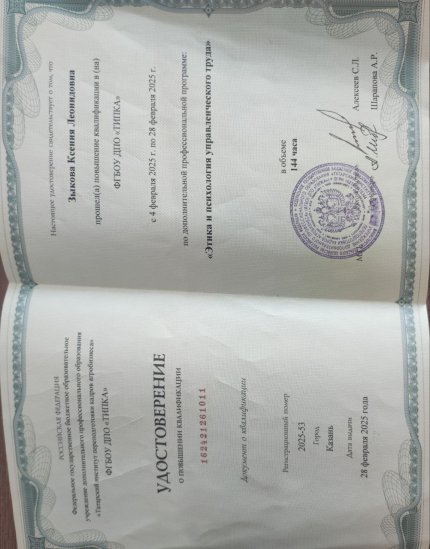 РОССИЙСКАЯ ФЕДЕРАЦИЯ
Федеральное государственное бюджетное образовательное
учреждение дополнительного профессионального образования
«Татарский институт переподготовки кадров агробизнеса»
ФГБОУ ДПО «ТИПКА»
УДОСТОВЕРЕНИЕ
О ПОВЫШЕНИИ КВАЛИФИКАЦИИ
162421261011
Документ о квалификации
Регистрационный номер
2025-53
Город
Казань
Дата выдачи
28 февраля 2025 года
Настоящее удостоверение свидетельствует о том, что
Зыкова Ксения Леонидовна
прошел(а) повышение квалификации в (на)
ФГБОУ ДПО «ТИПКА»
с 4 февраля 2025 г. по 28 февраля 2025 г.
по дополнительной профессиональной программе:
«Этика и психология управленческого труда»
в объеме
144 часа
Алексеев С.Л.
Шарапова А.Р.